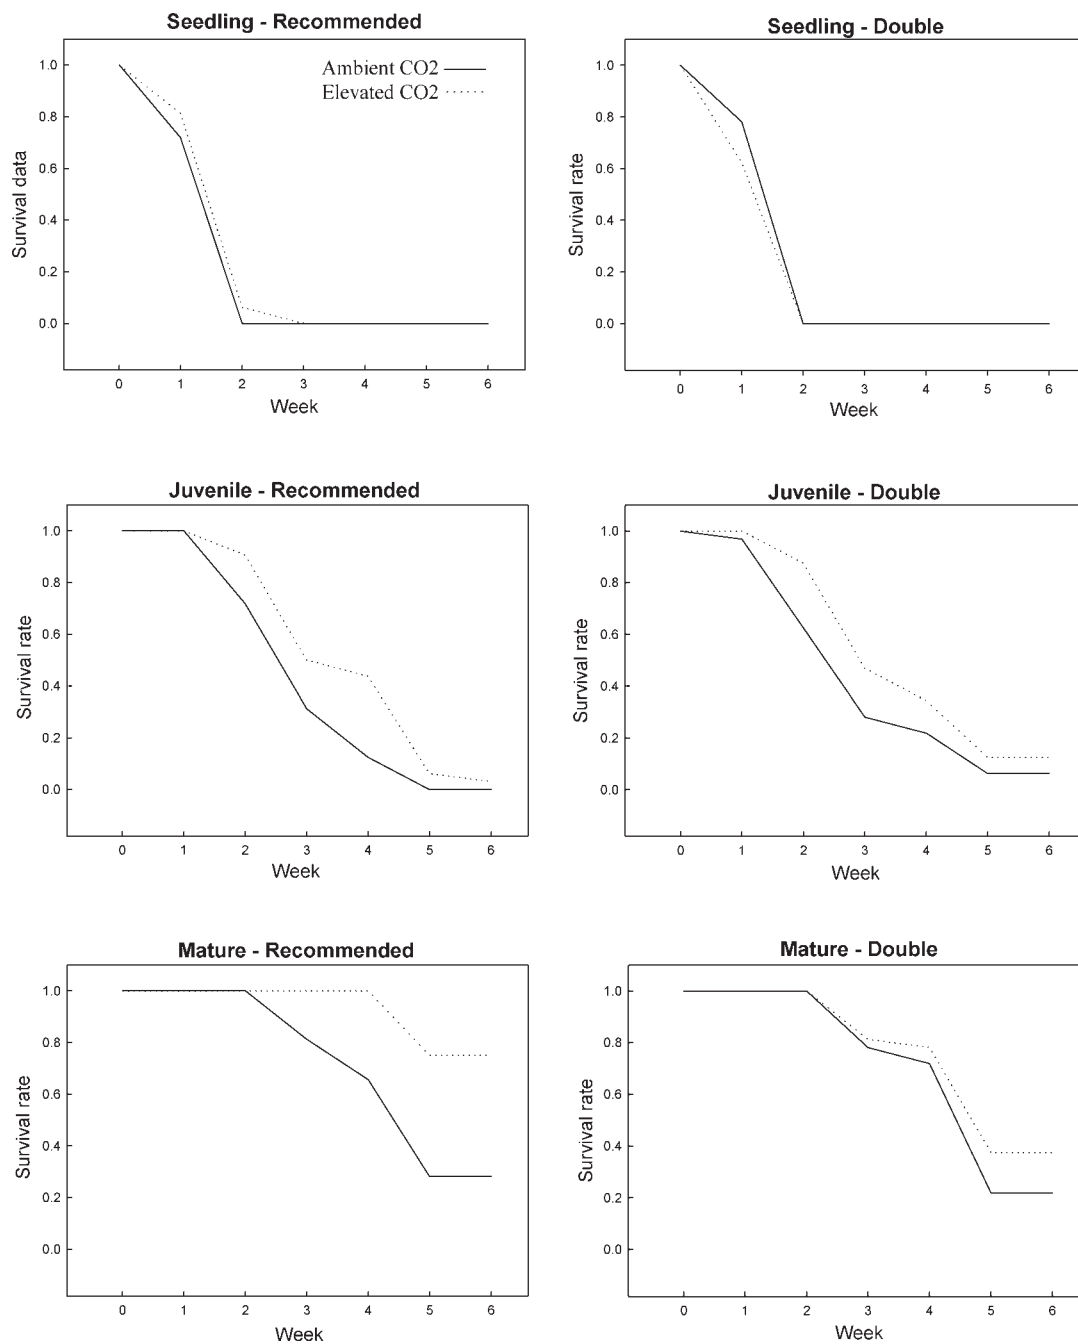 Seedling - Recommended
Ambient CO2
Elevated CO2
1.0
0.8
0.6
0.4
0.2
0.0
Survival data
0 1 2 3 4 5 6
Week
Seedling - Double
1.0
0.8
0.6
0.4
0.2
0.0
Survival rate
0 1 2 3 4 5 6
Week
Juvenile - Recommended
1.0
0.8
0.6
0.4
0.2
0.0
Survival rate
0 1 2 3 4 5 6
Week
Juvenile - Double
1.0
0.8
0.6
0.4
0.2
0.0
Survival rate
0 1 2 3 4 5 6
Week
Mature - Recommended
1.0
0.8
0.6
0.4
0.2
0.0
Survival rate
0 1 2 3 4 5 6
Week
Mature - Double
1.0
0.8
0.6
0.4
0.2
0.0
Survival rate
0 1 2 3 4 5 6
Week